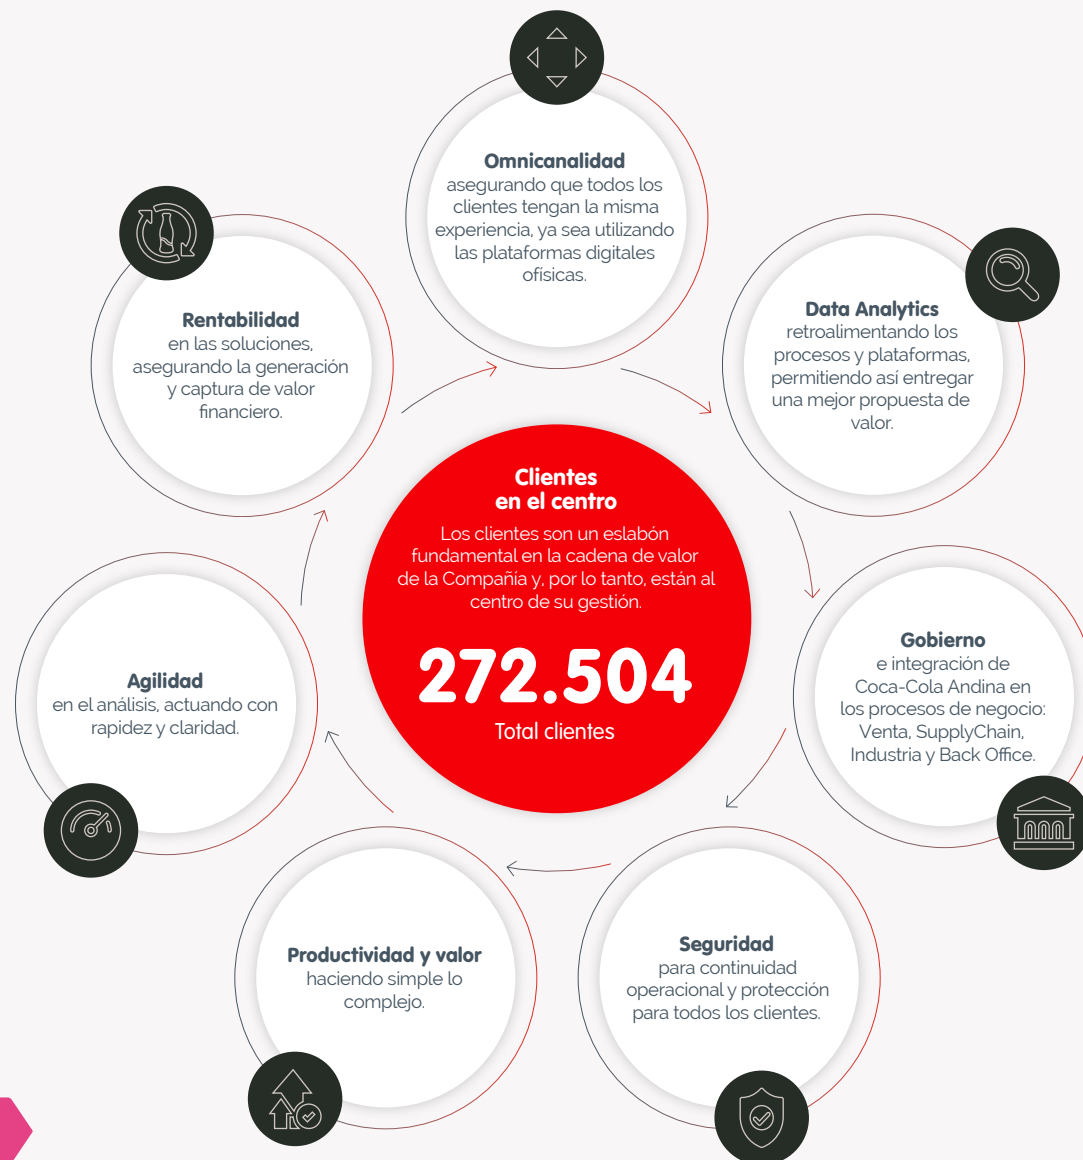 Omnicanalidad
asegurando que todos los
clientes tengan la misma
experiencia, ya sea utilizando
las plataformas digitales
ofísicas.
Data Analytics
retroalimentando los
procesos y plataformas,
permitiendo así entregar
una mejor propuesta de
valor.
Gobierno
e integración de
Coca-Cola Andina en
los procesos de negocio:
Venta, SupplyChain,
Industria y Back Office.
Seguridad
para continuidad
operacional y protección
para todos los clientes.
Productividad y valor
haciendo simple lo
complejo.
Agilidad
en el análisis, actuando con
rapidez y claridad.
Rentabilidad
en las soluciones,
asegurando la generación
y captura de valor
financiero.
Clientes
en el centro
Los clientes son un eslabón
fundamental en la cadena de valor
de la Compañía y, por lo tanto, están al
centro de su gestión.
272.504
Total clientes